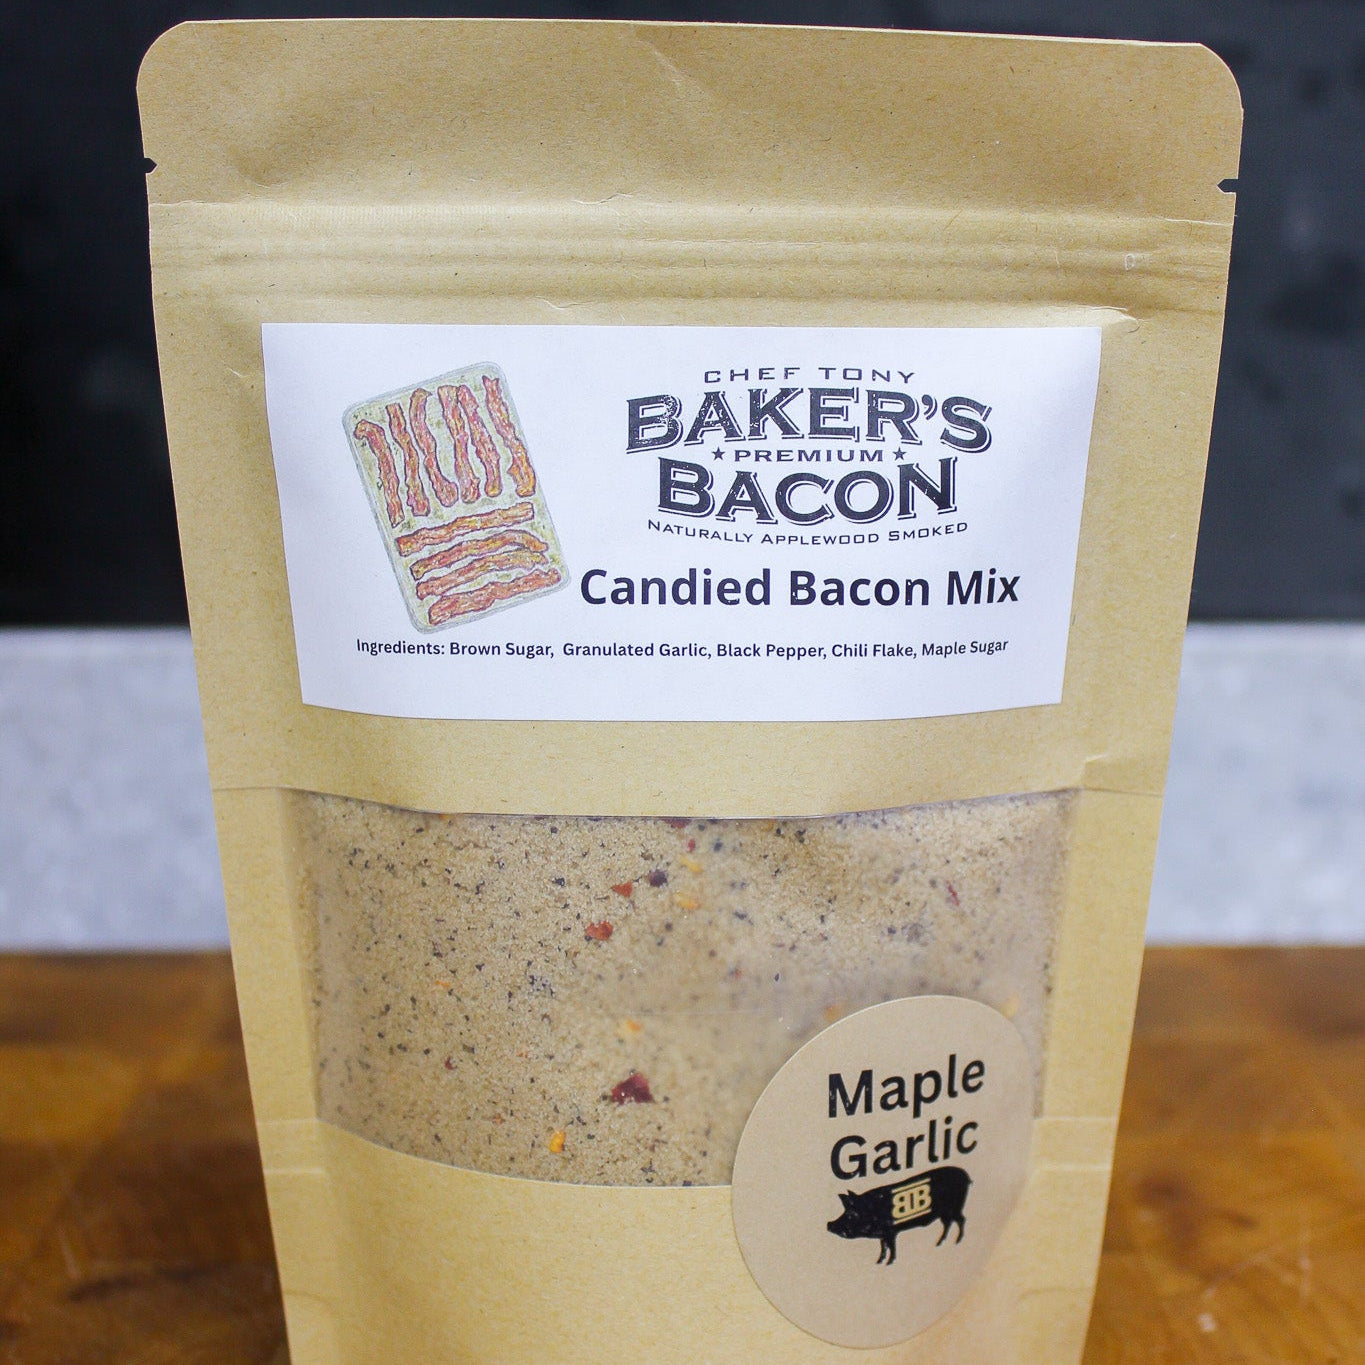 CHEF TONY
BAKER'S
PREMIUM
BACON
NATURALLY APPLEWOOD SMOKED
Candied Bacon Mix
Ingredients: Brown Sugar, Granulated Garlic, Black Pepper, Chili Flake, Maple Sugar
Maple
Garlic
BB